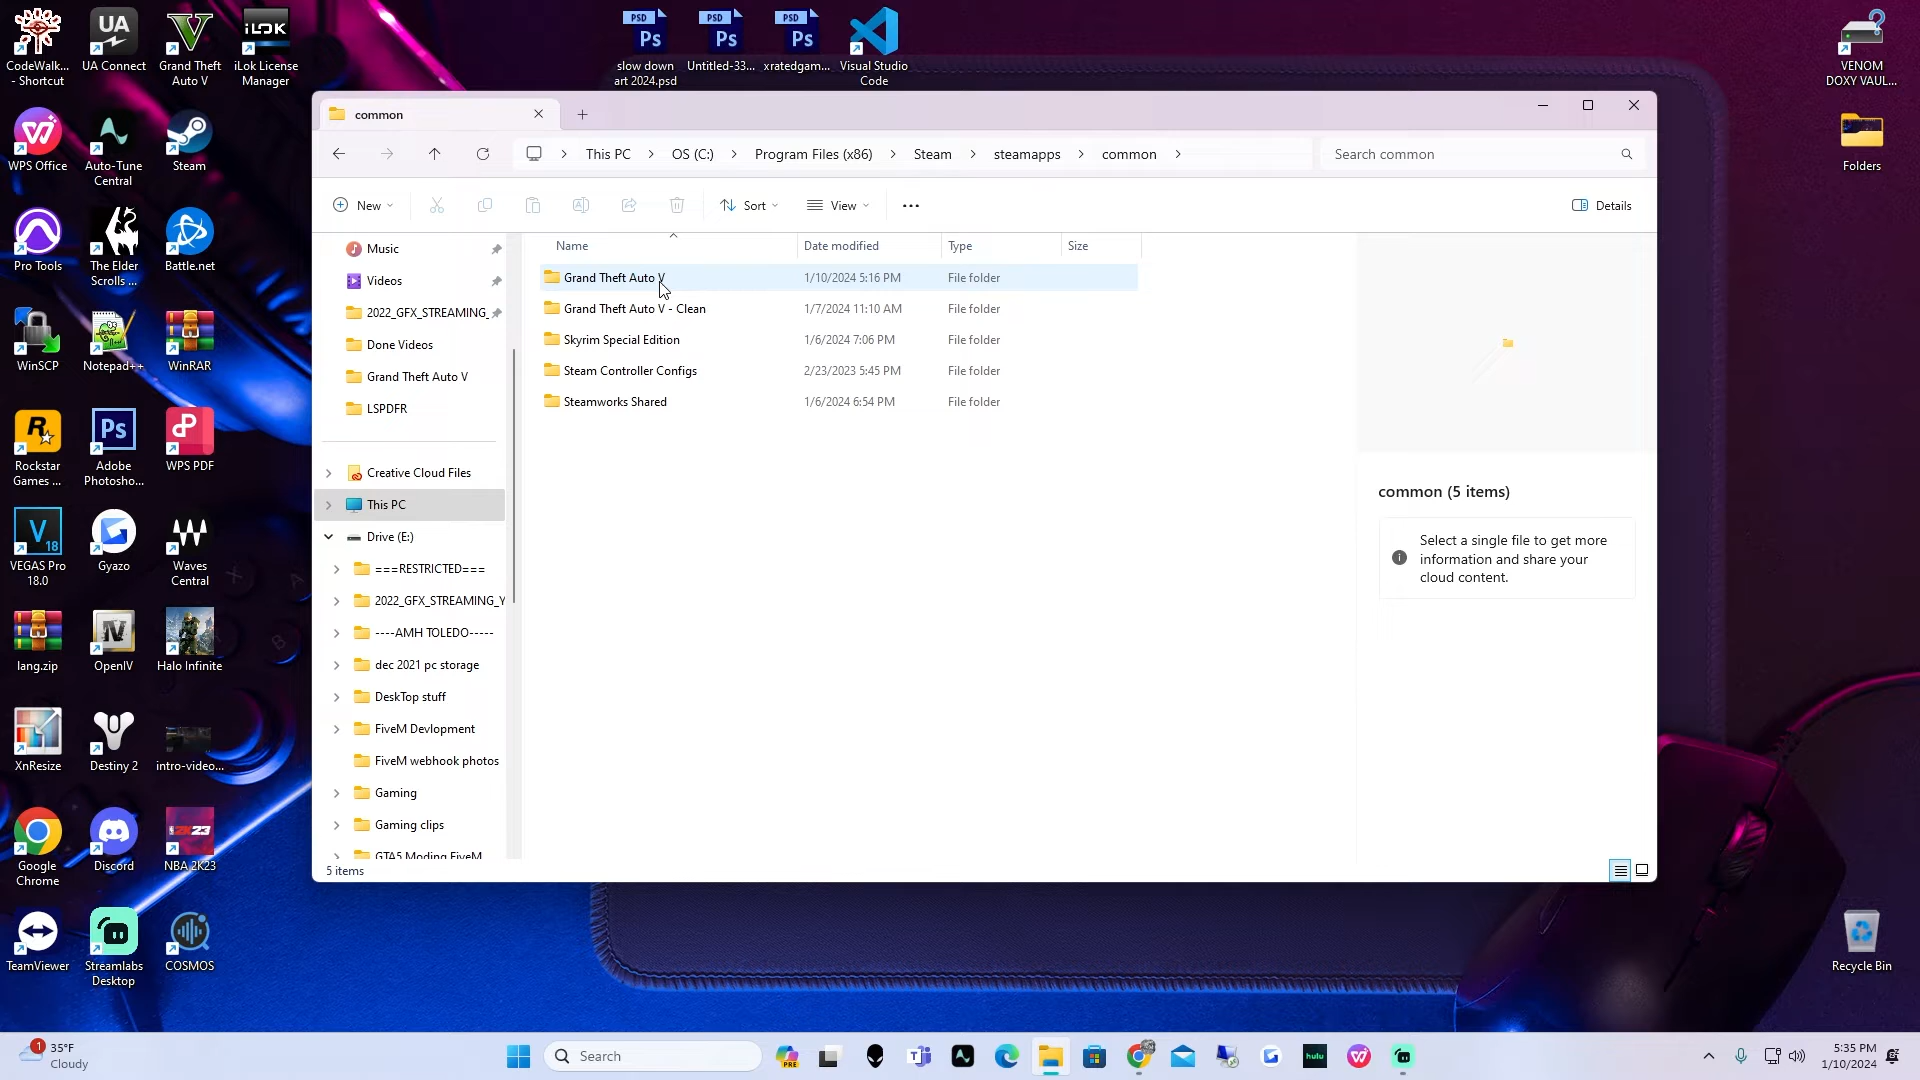 CodeWalk...
- Shortcut
UA Connect
Grand Theft
Auto V
iLOK
iLok License
Manager
PSD
Ps
slow down
art 2024.psd
PSD
Ps
Untitled-33...
PSD
Ps
xratedgam...
Visual Studio
Code
VENOM
DOXY VAUL...
WPS Office
Auto-Tune
Central
Steam
Folders
Pro Tools
The Elder
Scrolls ...
Battle.net
WinSCP
Notepad++
WinRAR
Rockstar
Games ...
Ps
Adobe
Photosho...
WPS PDF
VEGAS Pro
18.0
Gyazo
Waves
Central
lang.zip
OpenIV
Halo Infinite
XnResize
Destiny 2
intro-video...
Google
Chrome
Discord
2K23
NBA 2K23
TeamViewer
Streamlabs
Desktop
COSMOS
Recycle Bin
common
This PC
OS (C:)
Program Files (x86)
Steam
steamapps
common
Search common
New
Sort
View
Details
Music
Videos
2022_GFX_STREAMING_
Done Videos
Grand Theft Auto V
LSPDFR
Creative Cloud Files
This PC
Drive (E:)
===RESTRICTED===
2022_GFX_STREAMING_Y
----AMH TOLEDO-----
dec 2021 pc storage
DeskTop stuff
FiveM Devlopment
FiveM webhook photos
Gaming
Gaming clips
GTA5 Moding FiveM
Name Date modified Type Size
Grand Theft Auto V 1/10/2024 5:16 PM File folder
Grand Theft Auto V - Clean 1/7/2024 11:10 AM File folder
Skyrim Special Edition 1/6/2024 7:06 PM File folder
Steam Controller Configs 2/23/2023 5:45 PM File folder
Steamworks Shared 1/6/2024 6:54 PM File folder
common (5 items)
Select a single file to get more
information and share your
cloud content.
5 items
1
35°F
Cloudy
Search
PRE
hulu
5:35 PM
1/10/2024